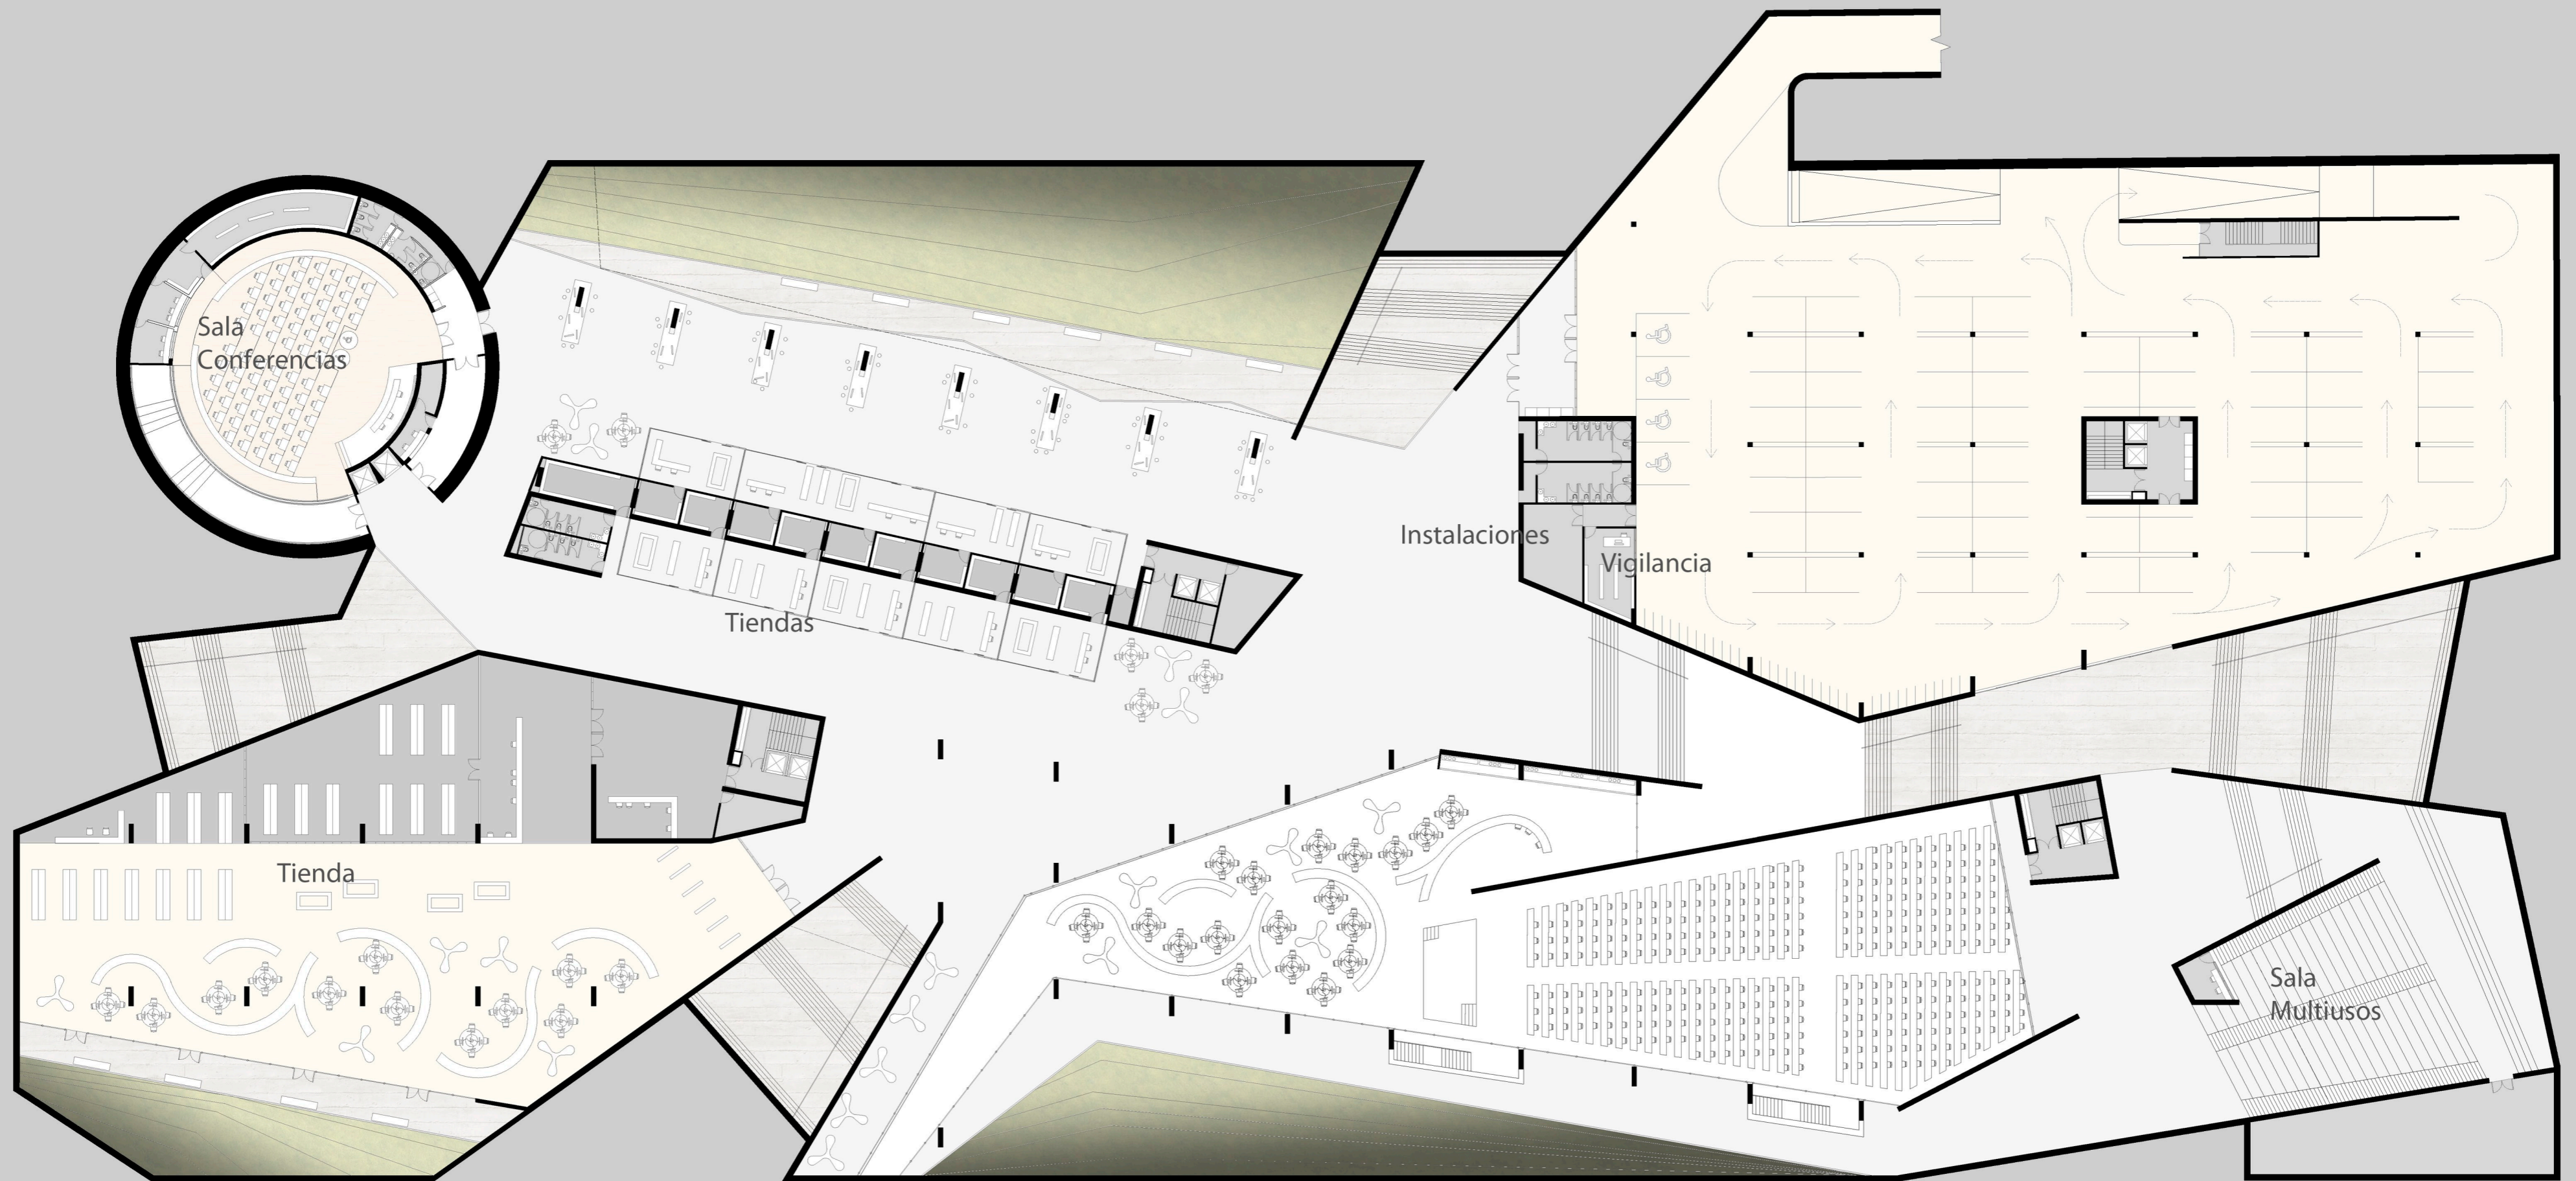 Sala
Conferencias
Instalaciones
Vigilancia
Tiendas
Tienda
Sala
Multiusos